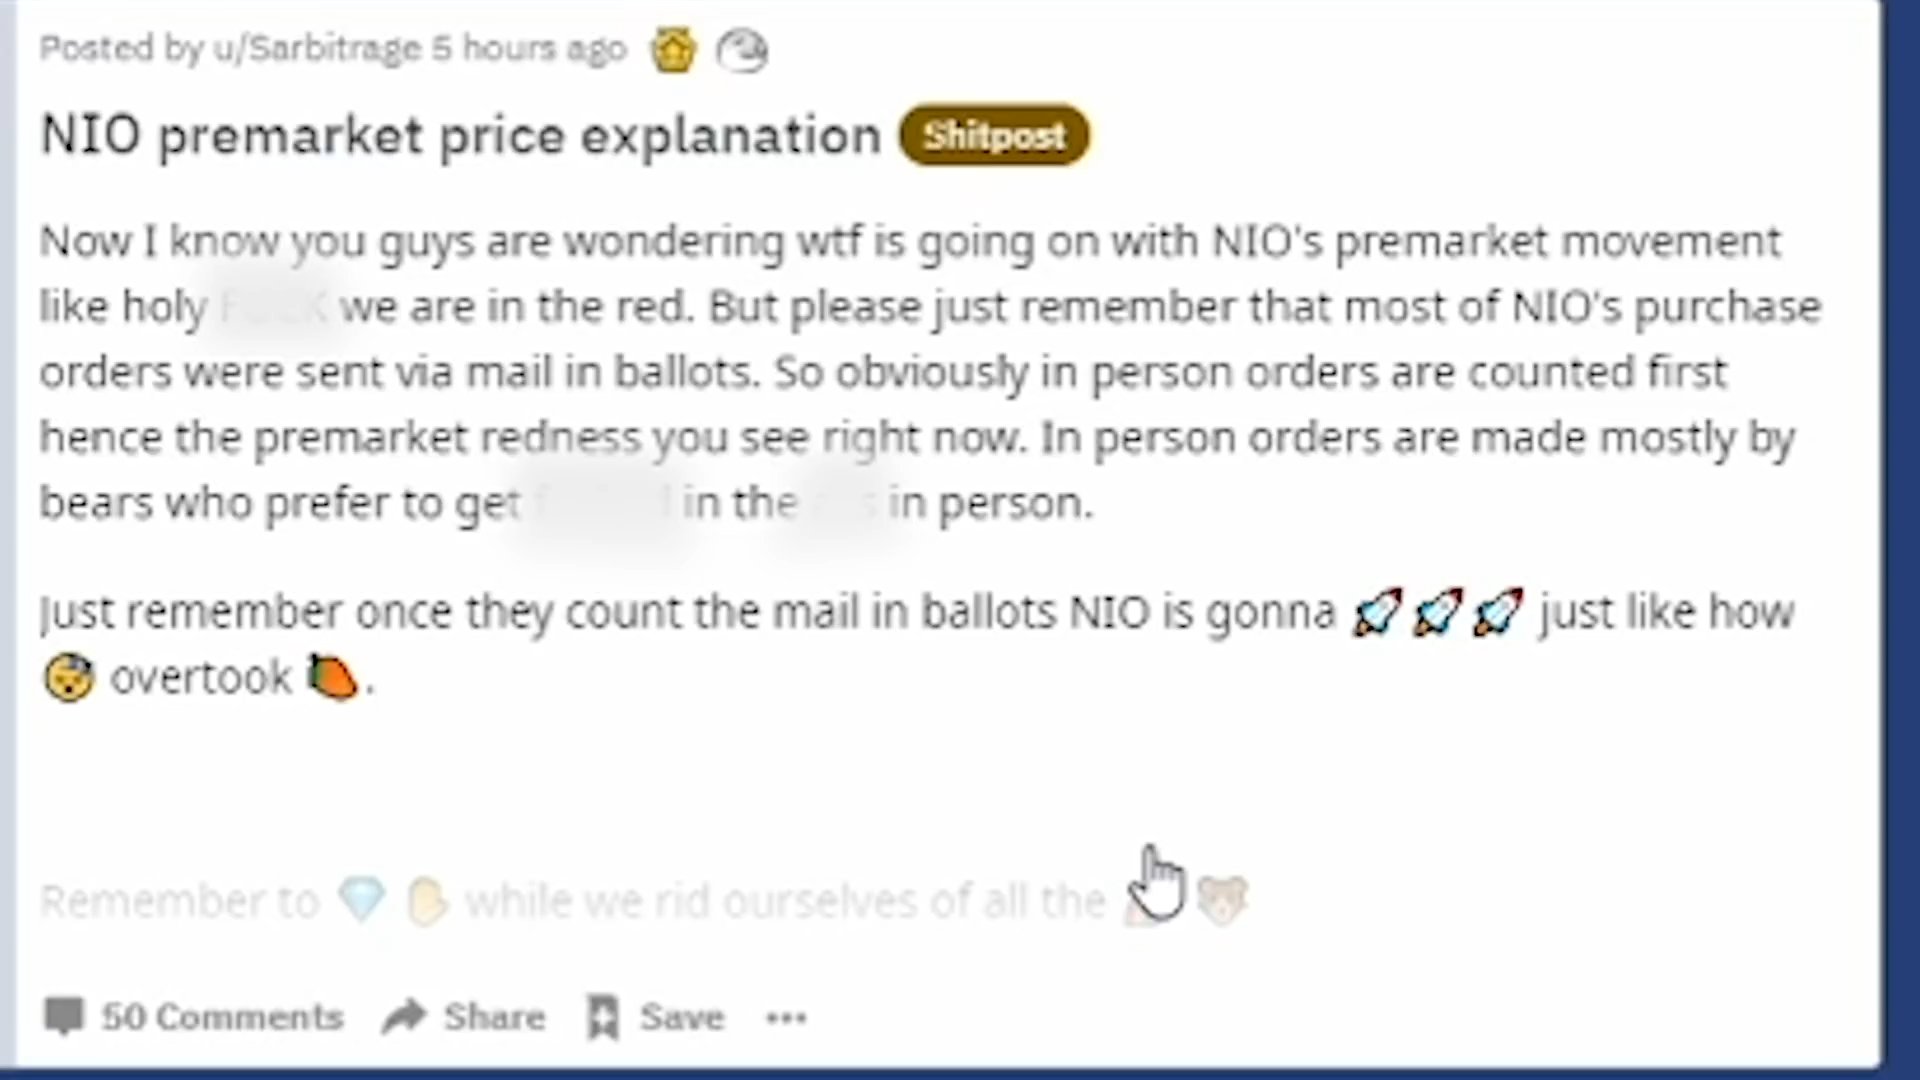 Posted by u/Sarbitrage 5 hours ago
NIO premarket price explanation Shitpost
Now I know you guys are wondering wtf is going on with NIO's premarket movement
like holy we are in the red. But please just remember that most of NIO's purchase
orders were sent via mail in ballots. So obviously in person orders are counted first
hence the premarket redness you see right now. In person orders are made mostly by
bears who prefer to get in the in person.
Just remember once they count the mail in ballots NIO is gonna 🚀🚀🚀 just like how
😴 overtook 🥭.
Remember to 💎 ✋ while we rid ourselves of all the 🐻
50 Comments Share Save ...